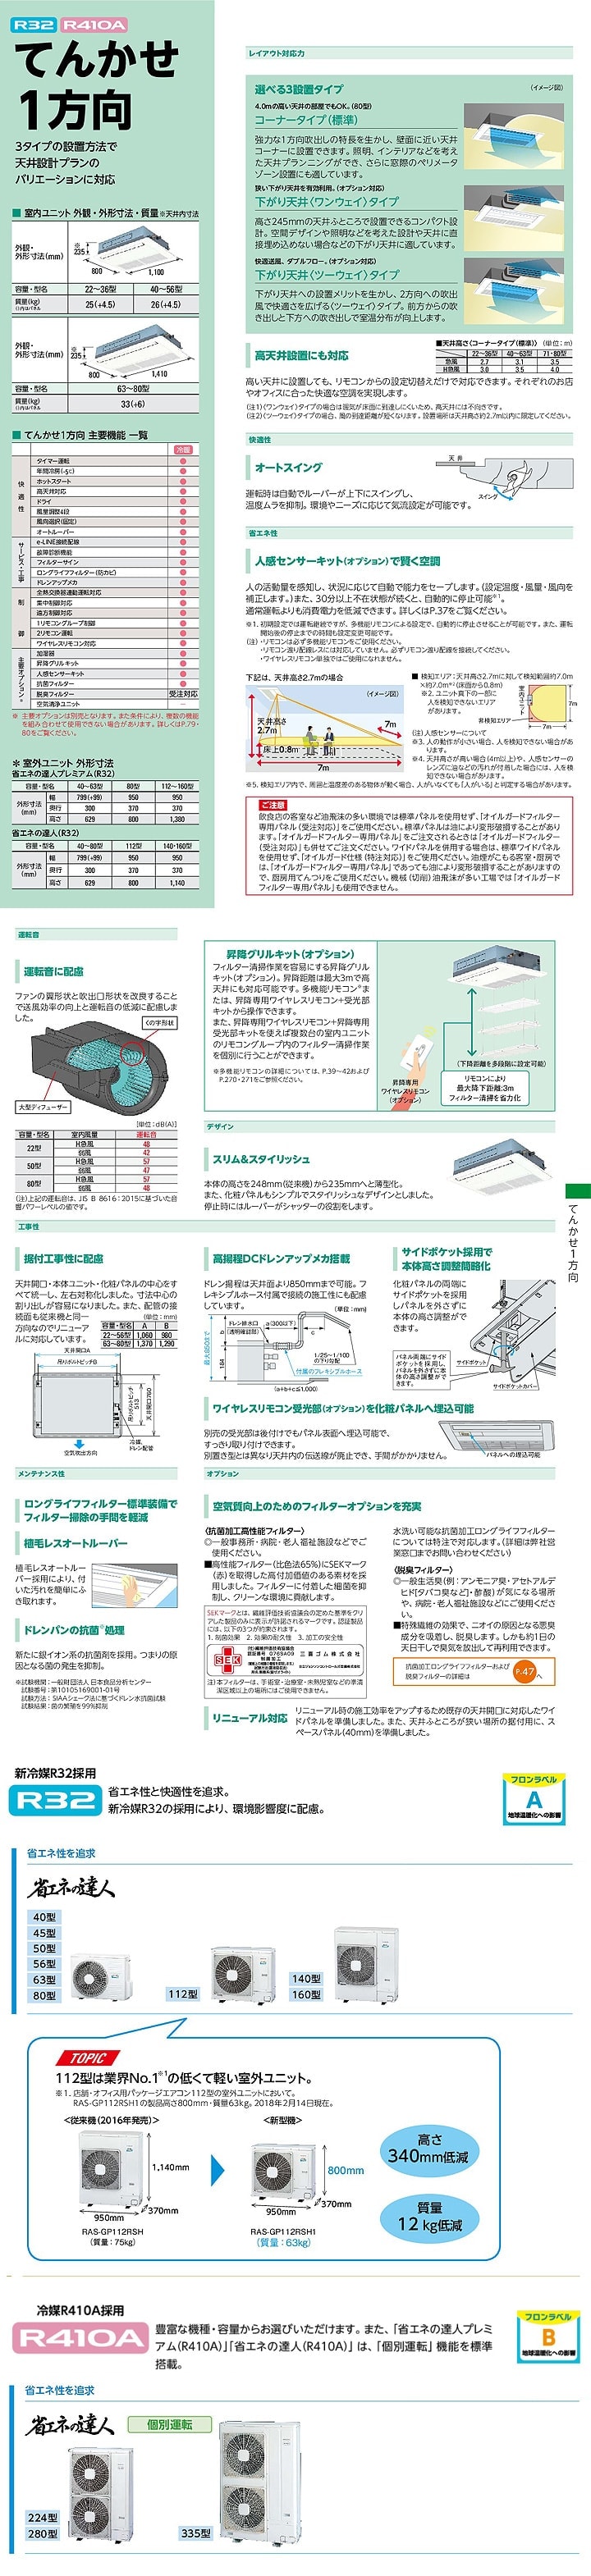 R32 R410A
てんかせ
1方向
3タイプの設置方法で
天井設計プランの
バリエーションに対応
■ 室内ユニット 外観・外形寸法・質量 ※天井内寸法
外観・
外形寸法(mm)
※
235
800
1,100
容量・型名 22~36型 40~56型
質量(kg)
25(+4.5) 26(+4.5)
外観・
外形寸法(mm)
※
235
800
1,410
容量・型名 63~80型
質量(kg)
33(+6)
■ てんかせ1方向 主要機能 一覧
冷暖
快適性
タイマー運転 ●
年間冷房(-5℃) ●
ホットスタート ●
高天井対応 ●
ドライ ●
風量調整4段 ●
風向選択(固定) ●
オートルーバー ●
サービス・工事
e-LINE接続配線 ●
故障診断機能 ●
フィルターサイン ●
ロングライフフィルター(防カビ) ●
ドレンアップメカ ●
制御
全熱交換器連動運転対応 ●
集中制御対応 ●
遠方制御対応 ●
1リモコングループ制御 ●
2リモコン運転 ●
ワイヤレスリモコン対応 ●
主要オプション※
加湿器 ●
昇降グリルキット ●
人感センサーキット ●
抗菌フィルター ●
脱臭フィルター 受注対応
空気清浄ユニット −
※ 主要オプションは別売となります。また条件により、複数の機能
を組み合わせて使用できない場合があります。詳しくはP.79・
80をご覧ください。
＊ 室外ユニット 外形寸法
省エネの達人プレミアム(R32)
容量・型名 40~63型 80型 112~160型
外形寸法
(mm)
幅 799(+99) 950 950
奥行 300 370 370
高さ 629 800 1,380
省エネの達人(R32)
容量・型名 40~80型 112型 140・160型
外形寸法
(mm)
幅 799(+99) 950 950
奥行 300 370 370
高さ 629 800 1,140
レイアウト対応力
選べる3設置タイプ
(イメージ図)
4.0mの高い天井の部屋でもOK。(80型)
コーナータイプ(標準)
強力な1方向吹出しの特長を生かし、壁面に近い天井
コーナーに設置できます。照明、インテリアなどを考え
た天井プランニングができ、さらに窓際のペリメータ
ゾーン設置にも適しています。
狭い下がり天井を有効利用。(オプション対応)
下がり天井〈ワンウェイ〉タイプ
高さ245mmの天井ふところで設置できるコンパクト設
計。空間デザインや照明などを考えた設計や天井に直
接埋め込めない場合などの下がり天井に適しています。
快適送風、ダブルフロー。(オプション対応)
下がり天井〈ツーウェイ〉タイプ
下がり天井への設置メリットを生かし、2方向への吹出
風で快適さを広げる〈ツーウェイ〉タイプ。前方からの吹
き出しと下方への吹き出しで室温分布が向上します。
高天井設置にも対応
■天井高さ〈コーナータイプ(標準)〉 (単位:m)
22~36型 40~63型 71・80型
急風 2.7 3.1 3.5
H急風 3.0 3.5 4.0
高い天井に設置しても、リモコンからの設定切替えだけで対応できます。それぞれのお店
やオフィスに合った快適な空調を実現します。
(注1)〈ワンウェイ〉タイプの場合は暖気が床面に到達しにくいため、高天井には不向きです。
(注2)〈ツーウェイ〉タイプの場合、風の到達距離が短くなります。設置場所は天井高さが約2.7m以内に限定してください。
快適性
オートスイング
運転時は自動でルーバーが上下にスイングし、
温度ムラを抑制。環境やニーズに応じて気流設定が可能です。
天井
スイング
省エネ性
人感センサーキット(オプション)で賢く空調
人の活動量を感知し、状況に応じて自動で能力をセーブします。(設定温度・風量・風向を
補正します。)また、30分以上不在状態が続くと、自動的に停止可能※1。
通常運転よりも消費電力を低減できます。詳しくはP.37をご覧ください。
※1. 初期設定では運転継続ですが、多機能リモコンによる設定で、自動的に停止させることが可能です。また、運転
開始後の停止までの時間も設定変更可能です。
(注)・リモコンは必ず多機能リモコンをご使用ください。
・リモコン渡り配線レスには対応していません。必ずリモコン渡り配線を接続してください。
・ワイヤレスリモコン単独ではご使用になれません。
下記は、天井高さ2.7mの場合
(イメージ図)
天井高さ
2.7m
床上0.8m
7m
7m
■ 検知エリア：天井高さ2.7mに対して検知範囲約7.0m
×約7.0m※2(床面から0.8m)
※2. ユニット真下の一部に
人を検知できないエリア
があります。
非検知エリア
室内ユニット
7m
7m
(注)人感センサーについて
※3. 人の動作が小さい場合、人を検知できない場合があ
ります。
※4. 天井高さが高い場合(4m以上)や、人感センサーの
レンズに油などの汚れが付着した場合には、人を検
知できない場合があります。
※5. 検知エリア内で、周囲と温度差のある物体が動く場合、人がいなくても「人がいる」と判定する場合があります。
ご注意
飲食店の客室など油飛沫の多い環境では標準パネルを使用せず、「オイルガードフィルター
専用パネル(受注対応)」をご使用ください。標準パネルは油により変形破損することがあり
ます。「オイルガードフィルター専用パネル」をご注文されるときは「オイルガードフィルター
(受注対応)」も併せてご注文ください。ワイドパネルを併用する場合は、標準ワイドパネル
を使用せず、「オイルガード仕様(特注対応)」をご使用ください。油煙がこもる客室・厨房で
は、「オイルガードフィルター専用パネル」であっても油により変形破損することがありますの
で、厨房用てんつりをご使用ください。機械(切削)油飛沫が多い工場では「オイルガード
フィルター専用パネル」も使用できません。
運転音
運転音に配慮
ファンの翼形状と吹出口形状を改良すること
で送風効率の向上と運転音の低減に配慮しま
した。
くの字形状
大型ディフューザー
[単位：dB(A)]
容量・型名 室内風量 運転音
22型 H急風 48
弱風 42
50型 H急風 57
弱風 47
80型 H急風 57
弱風 48
(注)上記の運転音は、JIS B 8616：2015に基づいた音
響パワーレベルの値です。
昇降グリルキット(オプション)
フィルター清掃作業を容易にする昇降グリル
キット(オプション)。昇降距離は最大3mで高
天井にも対応可能です。多機能リモコン※ま
たは、昇降専用ワイヤレスリモコン+受光部
キットから操作できます。
また、昇降専用ワイヤレスリモコン+昇降専用
受光部キットを使えば複数台の室内ユニット
のリモコングループ内のフィルター清掃作業
を個別に行うことができます。
※多機能リモコンの詳細については、P.39~42および
P.270・271をご参照ください。
昇降専用
ワイヤレスリモコン
(オプション)
(下降距離を多段階に設定可能)
リモコンにより
最大降下距離:3m
フィルター清掃を省力化
デザイン
スリム&スタイリッシュ
本体の高さを248mm(従来機)から235mmへと薄型化。
また、化粧パネルもシンプルでスタイリッシュなデザインとしました。
停止時にはルーバーがシャッターの役割をします。
てんかせ1方向
工事性
据付工事性に配慮
天井開口・本体ユニット・化粧パネルの中心をす
べて統一し、左右対称化しました。寸法中心の
割り出しが容易になりました。また、配管の接
続面も従来機と同一
方向なのでリニューア
ルに対応しています。
(単位：mm)
容量・型名 A B
22~56型 1,060 980
63~80型 1,370 1,290
天井開口A
吊りボルトピッチB
吊りボルトピッチ
513
天井開口760
空気吹出方向
冷媒、
ドレン配管
高揚程DCドレンアップメカ搭載
ドレン揚程は天井面より850mmまで可能。フ
レキシブルホース付属で接続の施工性にも配慮
しています。
(単位：mm)
最大850まで
ドレン排水口
(透明確認部)
a(300以下)
b
c
184
1/25~1/100
の下り勾配
付属のフレキシブルホース
(a+b+c≦1,000)
サイドポケット採用で
本体高さ調整簡略化
化粧パネルの両端に
サイドポケットを採用
しパネルを外さずに
本体の高さ調整がで
きます。
パネル両端にサイドポ
ケットを採用し、
パネルを外さずに本
体の高さ調整がで
きます。
サイドポケット
サイドポケットカバー
ワイヤレスリモコン受光部(オプション)を化粧パネルへ埋込可能
別売の受光部は後付けでもパネル表面へ埋込可能で、
すっきり取り付けできます。
別置き型とは異なり天井内の伝送線が廃止でき、手間がかかりません。
パネルへの埋込可能
メンテナンス性
ロングライフフィルター標準装備で
フィルター掃除の手間を軽減
植毛レスオートルーバー
植毛レスオートルー
バー採用により、付
いた汚れを簡単にふ
き取れます。
ドレンパンの抗菌※処理
新たに銀イオン系の抗菌剤を採用。つまりの原
因となる菌の発生を抑制。
※試験機関：一般財団法人 日本食品分析センター
試験番号：第10105169001-01号
試験方法：SIAAシェーク法に基づくドレン水抗菌試験
試験結果：菌の繁殖を99%抑制
オプション
空気質向上のためのフィルターオプションを充実
〈抗菌加工高性能フィルター〉
◎一般事務所・病院・老人福祉施設などでご
使用ください。
■高性能フィルター(比色法65%)にSEKマーク
(赤)を取得した高付加価値のある素材を採
用しました。フィルターに付着した細菌を抑
制し、クリーンな環境に貢献します。
SEKマークとは、繊維評価技術協議会の定めた基準をクリ
アした製品のみに表示が許諾されるマークです。認証製品
には、以下の3つが約束されます。
1. 制菌効果 2. 効果の耐久性 3. 加工の安全性
SEK
三喜ゴム株式会社
注)本フィルターは、手術室・治療室・未熟児室などの準清
潔区域以上の場所にはご使用できません。
水洗い可能な抗菌加工ロングライフフィルター
については特注で対応します。(詳細は弊社営
業窓口までお問い合わせください)
〈脱臭フィルター〉
◎一般生活臭(例：アンモニア臭・アセトアルデ
ヒド[タバコ臭など]・酢酸)が気になる場所
や、病院・老人福祉施設などにご使用くださ
い。
■特殊繊維の効果で、ニオイの原因となる悪臭
成分を吸着し、脱臭します。しかも約1日の
天日干しで臭気を放出して再利用できます。
抗菌加工ロングライフフィルターおよび
脱臭フィルターの詳細は
P.47
へ
リニューアル対応
リニューアル時の施工効率をアップするため既存の天井開口に対応したワイ
ドパネルを準備しました。また、天井ふところが狭い場所の据付用に、ス
ペースパネル(40mm)を準備しました。
新冷媒R32採用
R32
省エネ性と快適性を追求。
新冷媒R32の採用により、環境影響度に配慮。
フロンラベル
A
地球温暖化への影響
省エネ性を追求
省エネの達人
40型
45型
50型
56型
63型
80型
112型
140型
160型
TOPIC
112型は業界No.1※1の低くて軽い室外ユニット。
※1. 店舗・オフィス用パッケージエアコン112型の室外ユニットにおいて。
RAS-GP112RSH1の製品高さ800mm・質量63kg。2018年2月14日現在。
<従来機(2016年発売)>
<新型機>
1,140mm
950mm
370mm
RAS-GP112RSH
(質量：75kg)
800mm
950mm
370mm
RAS-GP112RSH1
(質量：63kg)
高さ
340mm低減
質量
12kg低減
冷媒R410A採用
R410A
豊富な機種・容量からお選びいただけます。また、「省エネの達人プレミ
アム(R410A)」「省エネの達人(R410A)」は、「個別運転」機能を標準
搭載。
フロンラベル
B
地球温暖化への影響
省エネ性を追求
省エネの達人
個別運転
224型
280型
335型